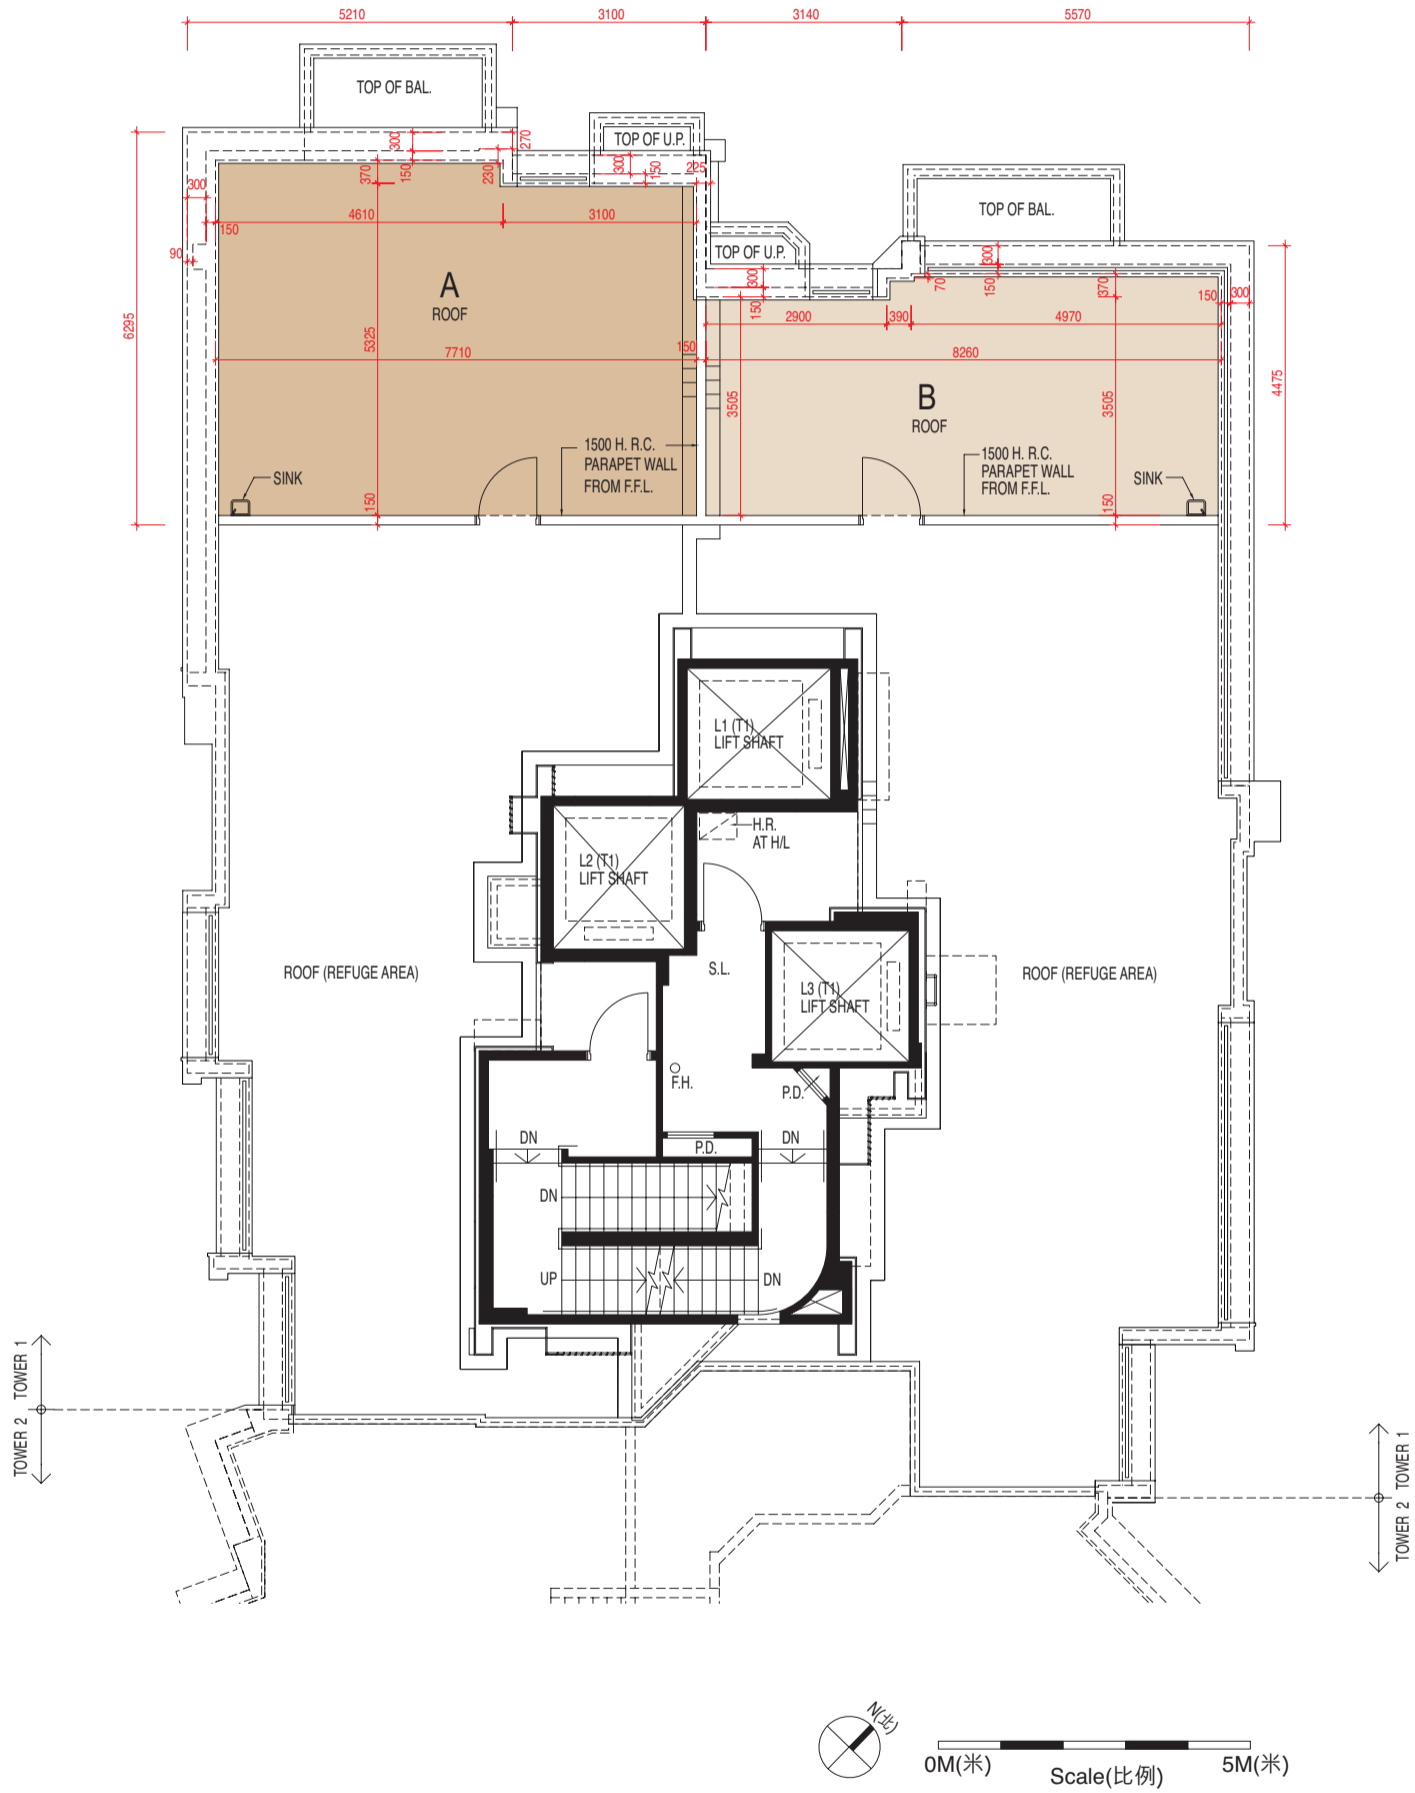 5210
3100
3140
5570
TOP OF BAL.
270
300
TOP OF U.P.
370
150
230
300
150
225
300
4610
3100
150
TOP OF BAL.
90
TOP OF U.P.
300
300
70
150
370
150
300
150
A
ROOF
6295
5325
7710
150
2900
390
4970
8260
4475
3505
3505
B
ROOF
1500 H. R.C.
PARAPET WALL
FROM F.F.L.
1500 H. R.C.
PARAPET WALL
FROM F.F.L.
SINK
SINK
150
150
L1 (T1)
LIFT SHAFT
H.R.
AT H/L
L2 (T1)
LIFT SHAFT
S.L.
ROOF (REFUGE AREA)
ROOF (REFUGE AREA)
L3 (T1)
LIFT SHAFT
F.H.
P.D.
DN
P.D.
DN
DN
UP
DN
TOWER 1
TOWER 2
TOWER 1
TOWER 2
N(北)
0M(米)
5M(米)
Scale(比例)